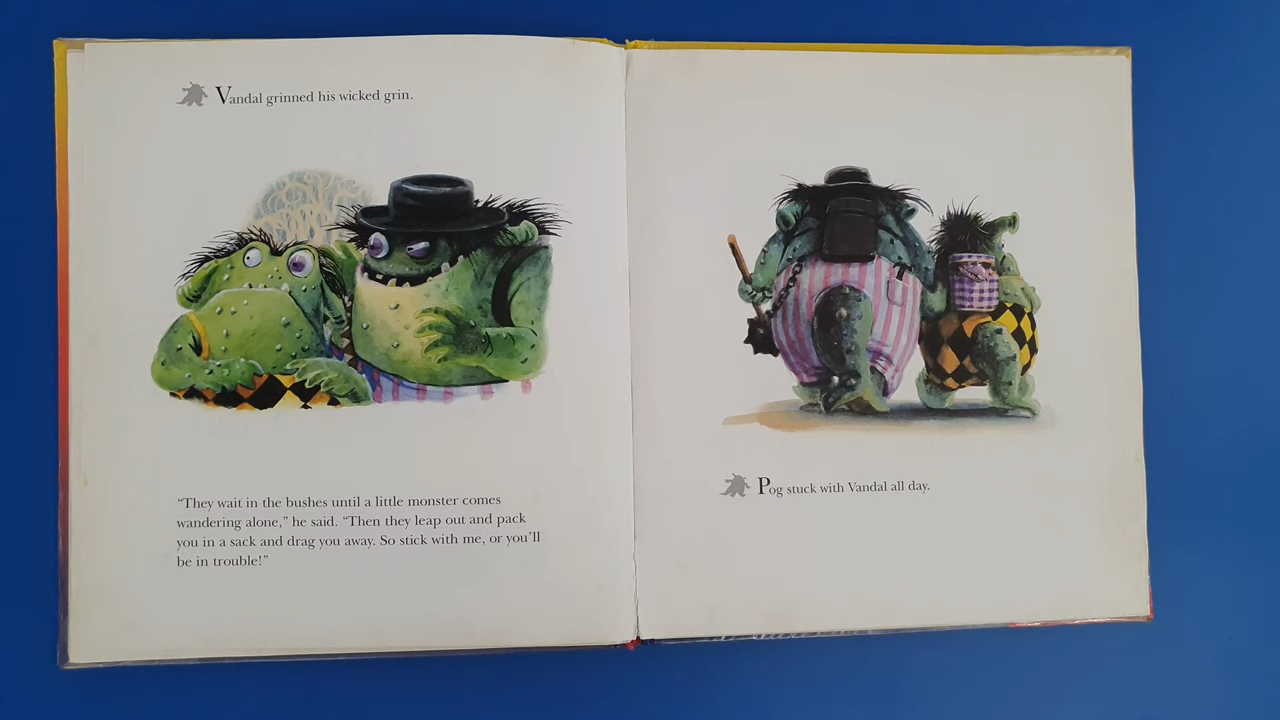 Vandal grinned his wicked grin.
“They wait in the bushes until a little monster comes
wandering alone,” he said. “Then they leap out and pack
you in a sack and drag you away. So stick with me, or you’ll
be in trouble!”
Pog stuck with Vandal all day.